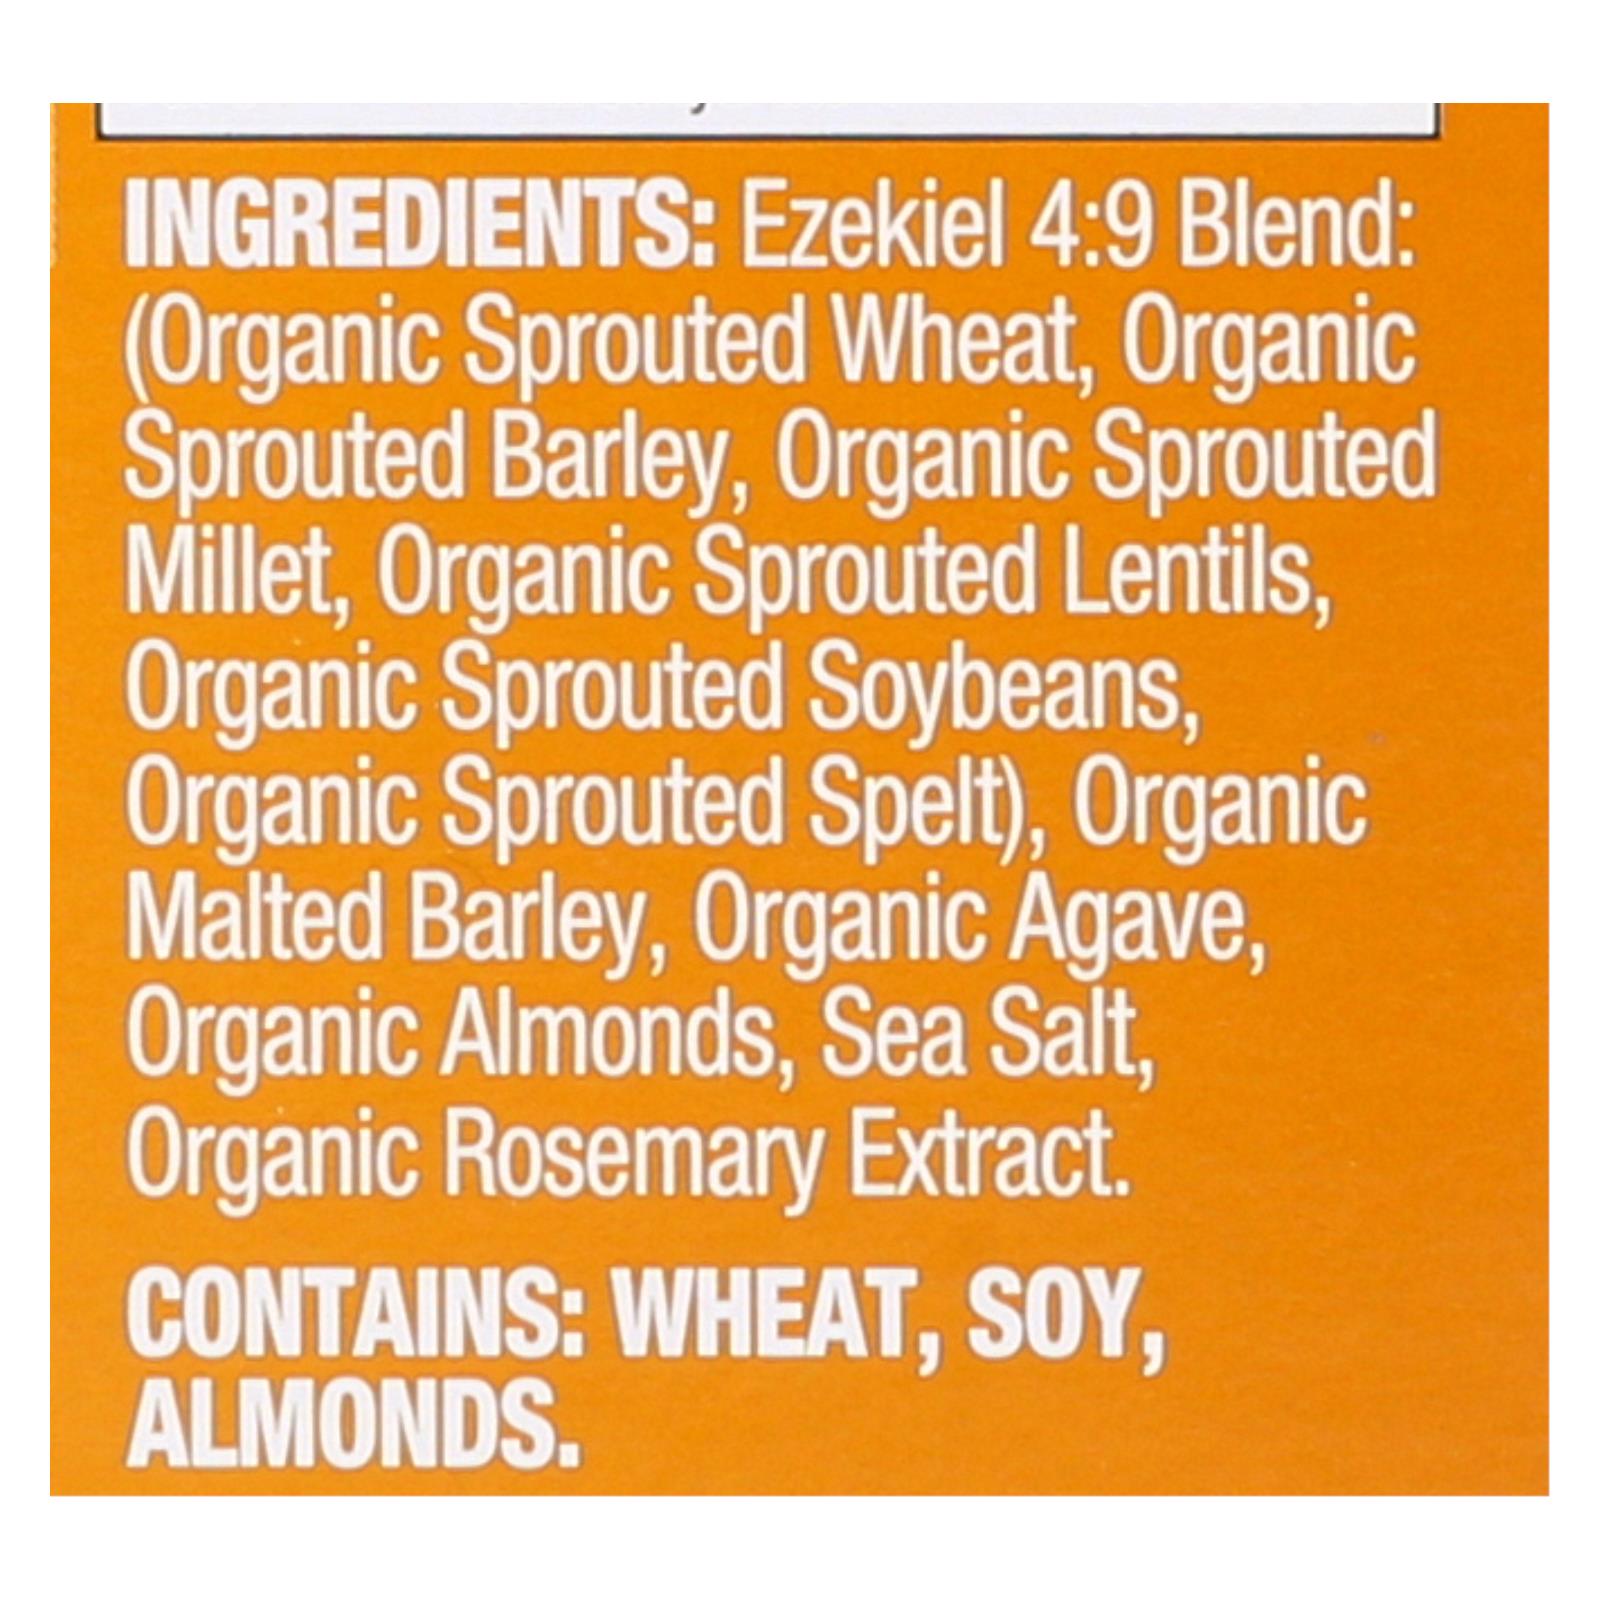 INGREDIENTS: Ezekiel 4:9 Blend:
(Organic Sprouted Wheat, Organic
Sprouted Barley, Organic Sprouted
Millet, Organic Sprouted Lentils,
Organic Sprouted Soybeans,
Organic Sprouted Spelt), Organic
Malted Barley, Organic Agave,
Organic Almonds, Sea Salt,
Organic Rosemary Extract.
CONTAINS: WHEAT, SOY,
ALMONDS.